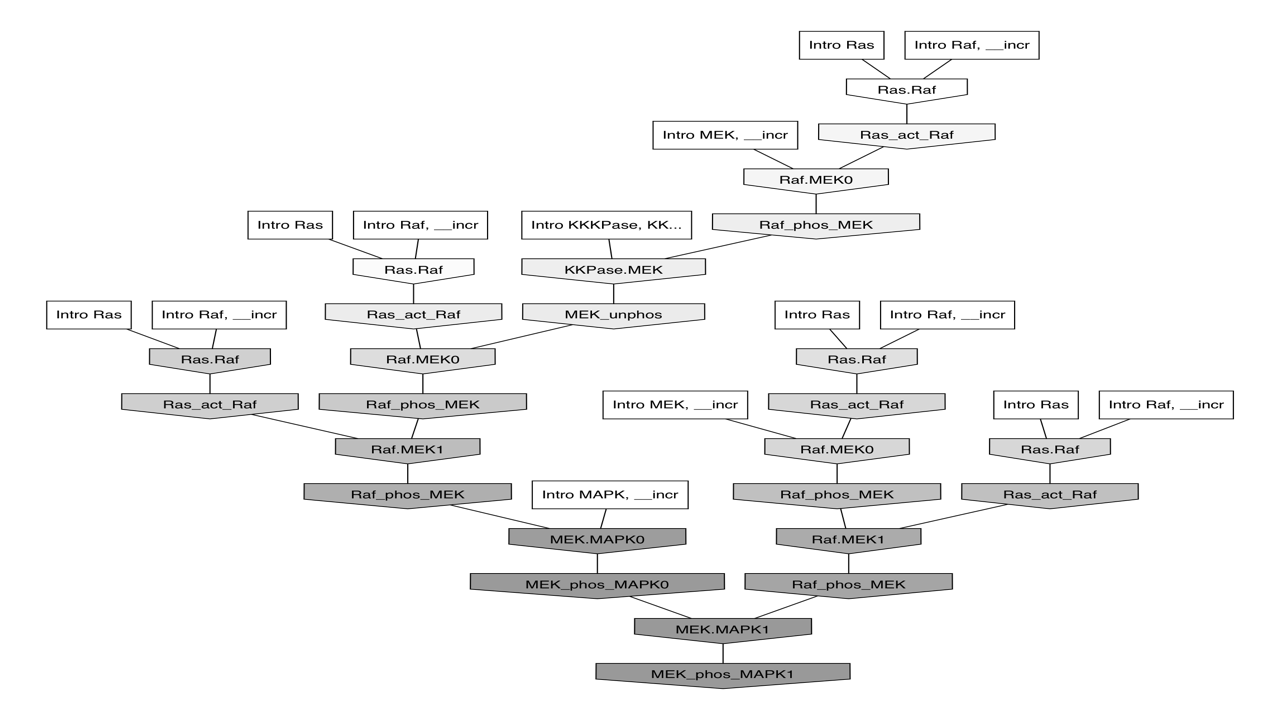 Intro Ras
Intro Raf, __incr
Ras.Raf
Intro MEK, __incr
Ras_act_Raf
Raf.MEK0
Intro Ras
Intro Raf, __incr
Intro KKKPase, KK...
Raf_phos_MEK
Ras.Raf
KKPase.MEK
Intro Ras
Intro Raf, __incr
Ras_act_Raf
MEK_unphos
Intro Ras
Intro Raf, __incr
Ras.Raf
Raf.MEK0
Ras.Raf
Ras_act_Raf
Raf_phos_MEK
Intro MEK, __incr
Ras_act_Raf
Intro Ras
Intro Raf, __incr
Raf.MEK1
Raf.MEK0
Ras.Raf
Raf_phos_MEK
Intro MAPK, __incr
Raf_phos_MEK
Ras_act_Raf
MEK.MAPK0
Raf.MEK1
MEK_phos_MAPK0
Raf_phos_MEK
MEK.MAPK1
MEK_phos_MAPK1